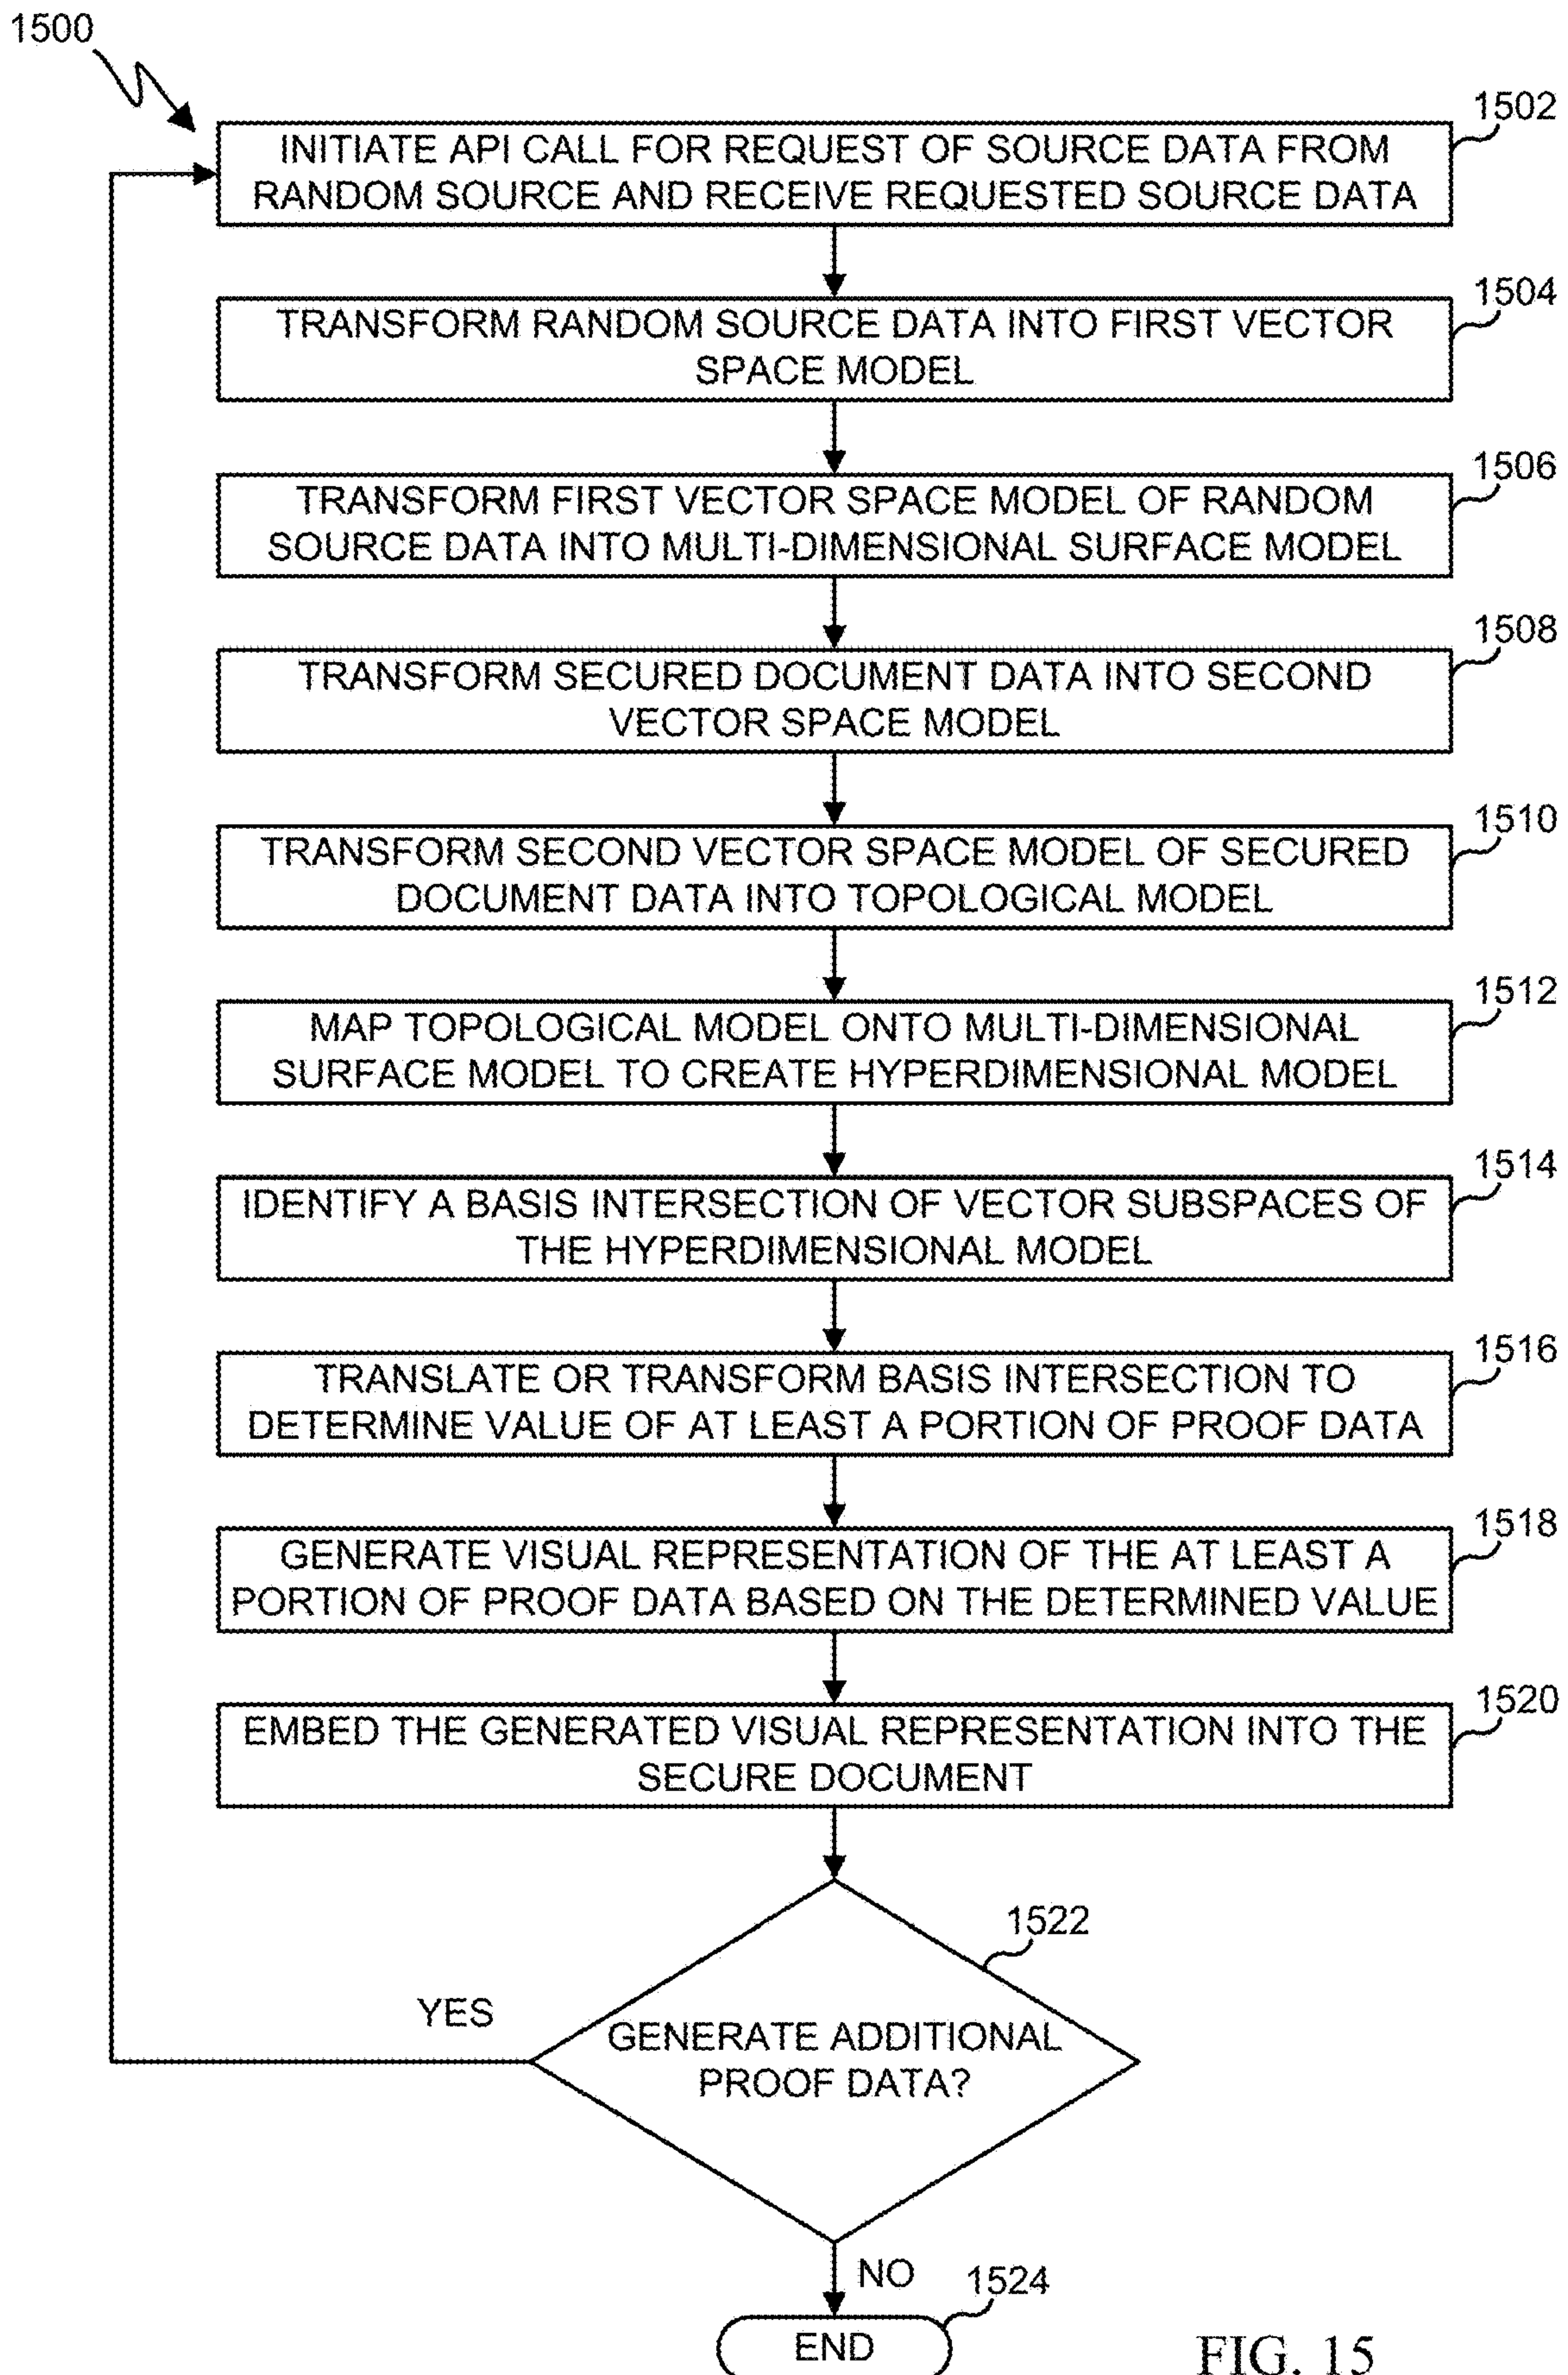 1500
1502
INITIATE API CALL FOR REQUEST OF SOURCE DATA FROM
RANDOM SOURCE AND RECEIVE REQUESTED SOURCE DATA
1504
TRANSFORM RANDOM SOURCE DATA INTO FIRST VECTOR
SPACE MODEL
1506
TRANSFORM FIRST VECTOR SPACE MODEL OF RANDOM
SOURCE DATA INTO MULTI-DIMENSIONAL SURFACE MODEL
1508
TRANSFORM SECURED DOCUMENT DATA INTO SECOND
VECTOR SPACE MODEL
1510
TRANSFORM SECOND VECTOR SPACE MODEL OF SECURED
DOCUMENT DATA INTO TOPOLOGICAL MODEL
1512
MAP TOPOLOGICAL MODEL ONTO MULTI-DIMENSIONAL
SURFACE MODEL TO CREATE HYPERDIMENSIONAL MODEL
1514
IDENTIFY A BASIS INTERSECTION OF VECTOR SUBSPACES OF
THE HYPERDIMENSIONAL MODEL
1516
TRANSLATE OR TRANSFORM BASIS INTERSECTION TO
DETERMINE VALUE OF AT LEAST A PORTION OF PROOF DATA
1518
GENERATE VISUAL REPRESENTATION OF THE AT LEAST A
PORTION OF PROOF DATA BASED ON THE DETERMINED VALUE
1520
EMBED THE GENERATED VISUAL REPRESENTATION INTO THE
SECURE DOCUMENT
1522
YES
GENERATE ADDITIONAL
PROOF DATA?
NO
1524
END
FIG. 15